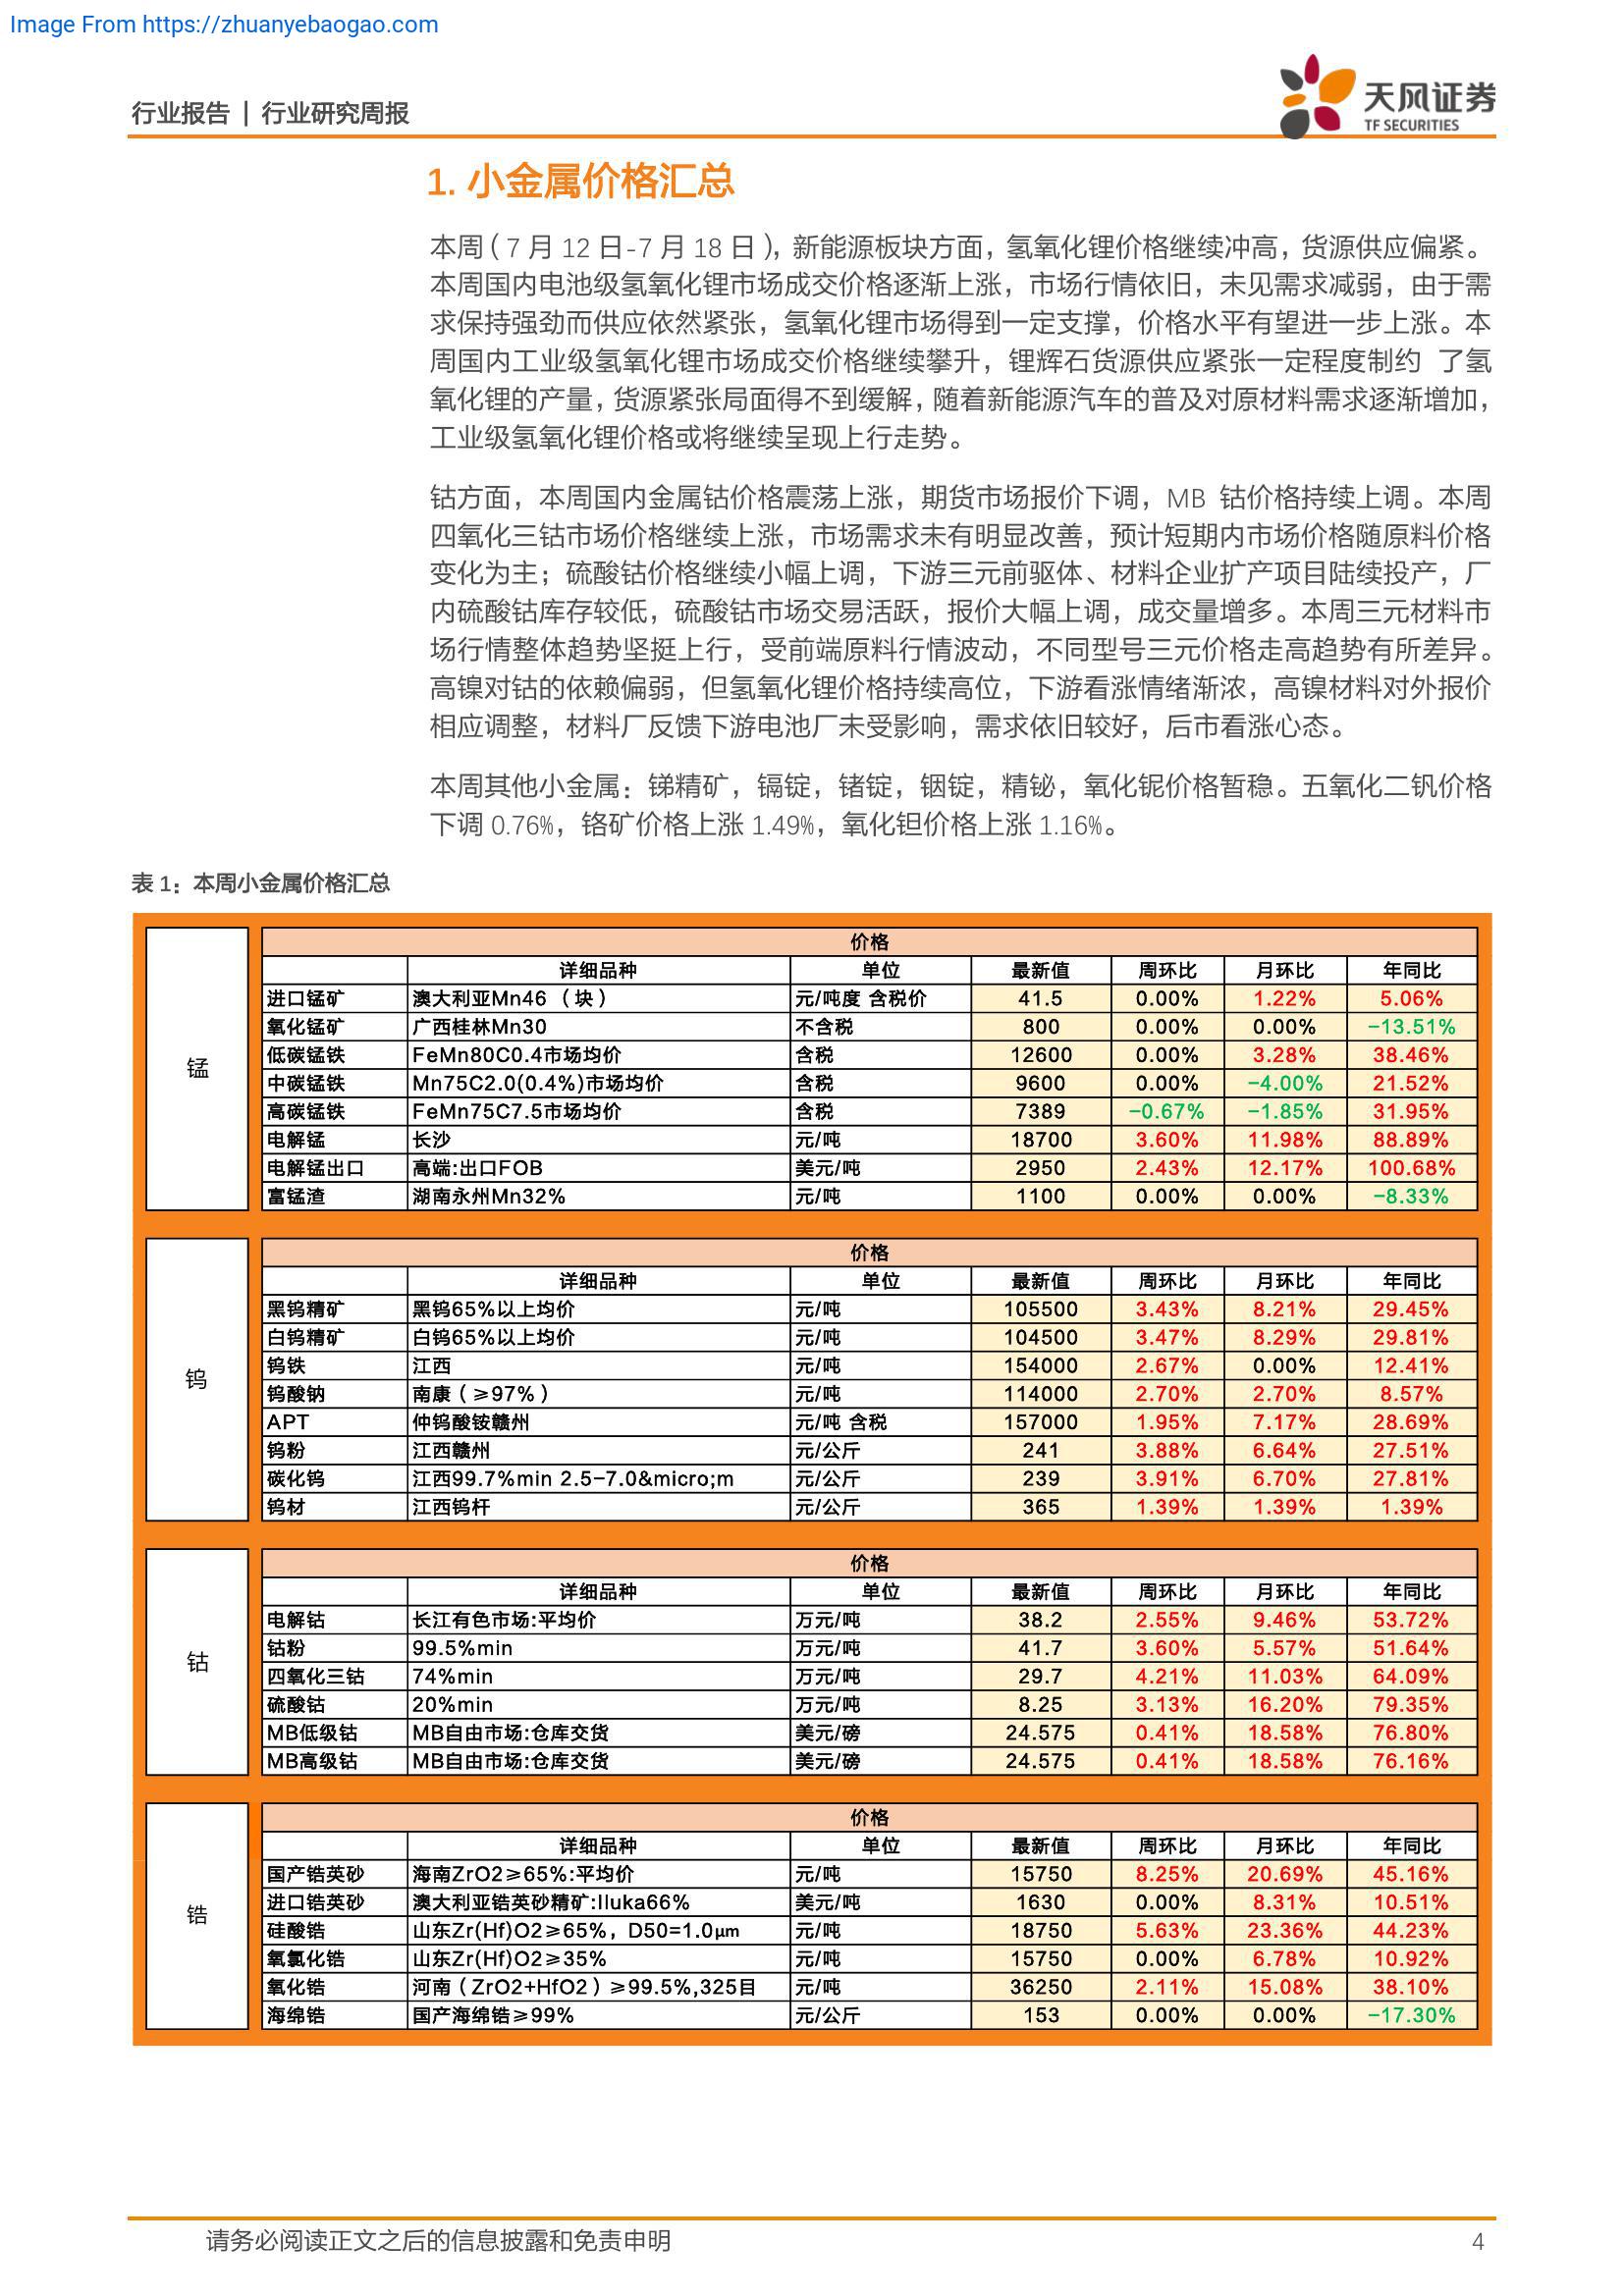 Image From https://zhuanyebaogao.com
行业报告 | 行业研究周报
天风证券
TF SECURITIES
1. 小金属价格汇总
本周（7 月 12 日-7 月 18 日），新能源板块方面，氢氧化锂价格继续冲高，货源供应偏紧。
本周国内电池级氢氧化锂市场成交价格逐渐上涨，市场行情依旧，未见需求减弱，由于需
求保持强劲而供应依然紧张，氢氧化锂市场得到一定支撑，价格水平有望进一步上涨。本
周国内工业级氢氧化锂市场成交价格继续攀升，锂辉石货源供应紧张一定程度制约 了氢
氧化锂的产量，货源紧张局面得不到缓解，随着新能源汽车的普及对原材料需求逐渐增加，
工业级氢氧化锂价格或将继续呈现上行走势。
钴方面，本周国内金属钴价格震荡上涨，期货市场报价下调，MB 钴价格持续上调。本周
四氧化三钴市场价格继续上涨，市场需求未有明显改善，预计短期内市场价格随原料价格
变化为主；硫酸钴价格继续小幅上调，下游三元前驱体、材料企业扩产项目陆续投产，厂
内硫酸钴库存较低，硫酸钴市场交易活跃，报价大幅上调，成交量增多。本周三元材料市
场行情整体趋势坚挺上行，受前端原料行情波动，不同型号三元价格走高趋势有所差异。
高镍对钴的依赖偏弱，但氢氧化锂价格持续高位，下游看涨情绪渐浓，高镍材料对外报价
相应调整，材料厂反馈下游电池厂未受影响，需求依旧较好，后市看涨心态。
本周其他小金属：锑精矿，镉锭，锗锭，铟锭，精铋，氧化铌价格暂稳。五氧化二钒价格
下调 0.76%，铬矿价格上涨 1.49%，氧化钽价格上涨 1.16%。
表 1：本周小金属价格汇总
锰
价格
详细品种 单位 最新值 周环比 月环比 年同比
进口锰矿 澳大利亚Mn46 （块） 元/吨度 含税价 41.5 0.00% 1.22% 5.06%
氧化锰矿 广西桂林Mn30 不含税 800 0.00% 0.00% -13.51%
低碳锰铁 FeMn80C0.4市场均价 含税 12600 0.00% 3.28% 38.46%
中碳锰铁 Mn75C2.0(0.4%)市场均价 含税 9600 0.00% -4.00% 21.52%
高碳锰铁 FeMn75C7.5市场均价 含税 7389 -0.67% -1.85% 31.95%
电解锰 长沙 元/吨 18700 3.60% 11.98% 88.89%
电解锰出口 高端:出口FOB 美元/吨 2950 2.43% 12.17% 100.68%
富锰渣 湖南永州Mn32% 元/吨 1100 0.00% 0.00% -8.33%
钨
价格
详细品种 单位 最新值 周环比 月环比 年同比
黑钨精矿 黑钨65%以上均价 元/吨 105500 3.43% 8.21% 29.45%
白钨精矿 白钨65%以上均价 元/吨 104500 3.47% 8.29% 29.81%
钨铁 江西 元/吨 154000 2.67% 0.00% 12.41%
钨酸钠 南康（≥97%） 元/吨 114000 2.70% 2.70% 8.57%
APT 仲钨酸铵赣州 元/吨 含税 157000 1.95% 7.17% 28.69%
钨粉 江西赣州 元/公斤 241 3.88% 6.64% 27.51%
碳化钨 江西99.7%min 2.5-7.0&micro;m 元/公斤 239 3.91% 6.70% 27.81%
钨材 江西钨杆 元/公斤 365 1.39% 1.39% 1.39%
钴
价格
详细品种 单位 最新值 周环比 月环比 年同比
电解钴 长江有色市场:平均价 万元/吨 38.2 2.55% 9.46% 53.72%
钴粉 99.5%min 万元/吨 41.7 3.60% 5.57% 51.64%
四氧化三钴 74%min 万元/吨 29.7 4.21% 11.03% 64.09%
硫酸钴 20%min 万元/吨 8.25 3.13% 16.20% 79.35%
MB低级钴 MB自由市场:仓库交货 美元/磅 24.575 0.41% 18.58% 76.80%
MB高级钴 MB自由市场:仓库交货 美元/磅 24.575 0.41% 18.58% 76.16%
锆
价格
详细品种 单位 最新值 周环比 月环比 年同比
国产锆英砂 海南ZrO2≥65%:平均价 元/吨 15750 8.25% 20.69% 45.16%
进口锆英砂 澳大利亚锆英砂精矿:Iluka66% 美元/吨 1630 0.00% 8.31% 10.51%
硅酸锆 山东Zr(Hf)O2≥65%，D50=1.0μm 元/吨 18750 5.63% 23.36% 44.23%
氧氯化锆 山东Zr(Hf)O2≥35% 元/吨 15750 0.00% 6.78% 10.92%
氧化锆 河南（ZrO2+HfO2）≥99.5%,325目 元/吨 36250 2.11% 15.08% 38.10%
海绵锆 国产海绵锆≥99% 元/公斤 153 0.00% 0.00% -17.30%
请务必阅读正文之后的信息披露和免责申明 4